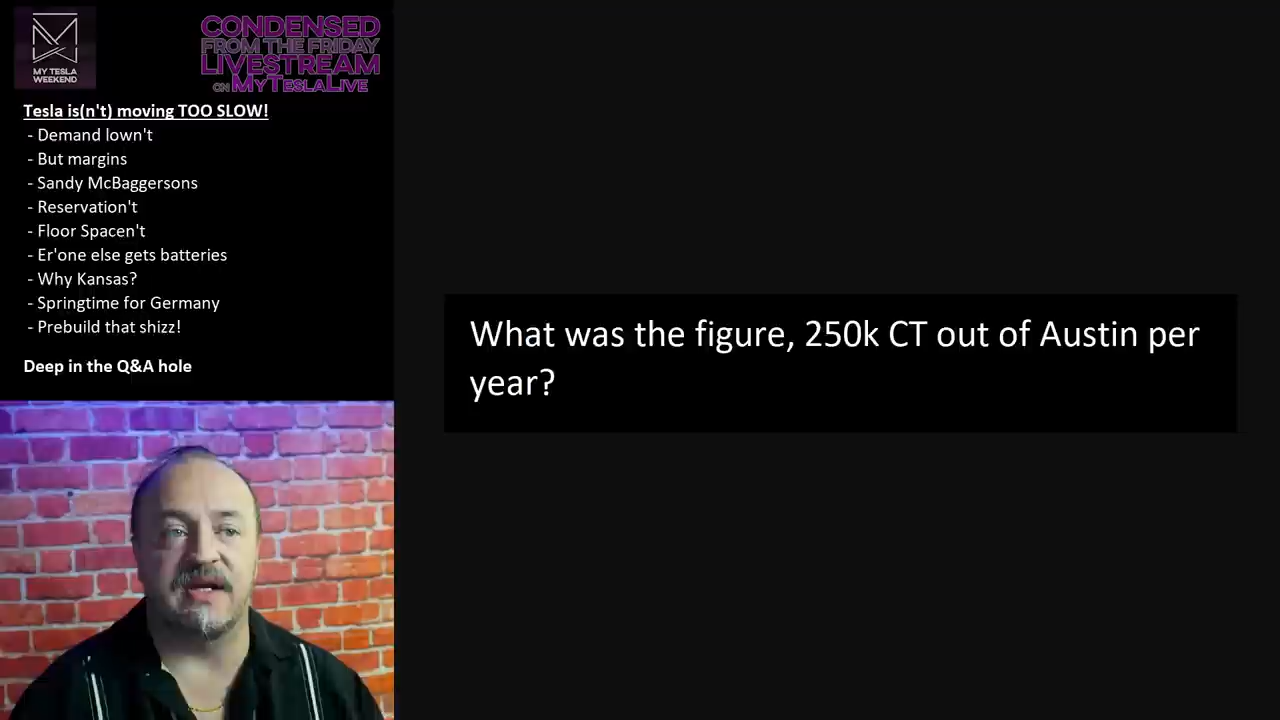 MY TESLA
WEEKEND
CONDENSED
FROM THE FRIDAY
LIVESTREAM
ON MYTESLALIVE
Tesla is(n't) moving TOO SLOW!
- Demand lown't
- But margins
- Sandy McBaggersons
- Reservation't
- Floor Spacen't
- Er'one else gets batteries
- Why Kansas?
- Springtime for Germany
- Prebuild that shizz!
Deep in the Q&A hole
What was the figure, 250k CT out of Austin per
year?